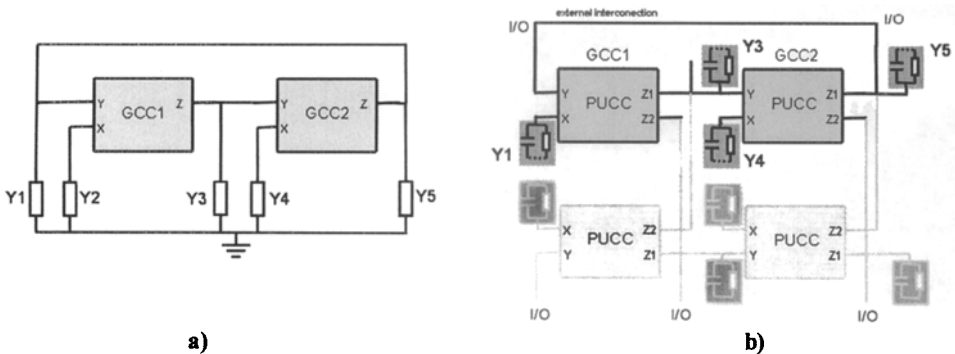 external interconection
I/O
I/O
GCC1
Y3
GCC2
Y5
Y
GCC1
Z
X
Y
GCC2
Z
X
Y
PUCC
Z1
X
Z2
Y
PUCC
Z1
X
Z2
Y1
Y4
Y1
Y2
Y3
Y4
Y5
X
PUCC
Z2
Y
Z1
X
PUCC
Z2
Y
Z1
I/O
I/O
I/O
a)
b)